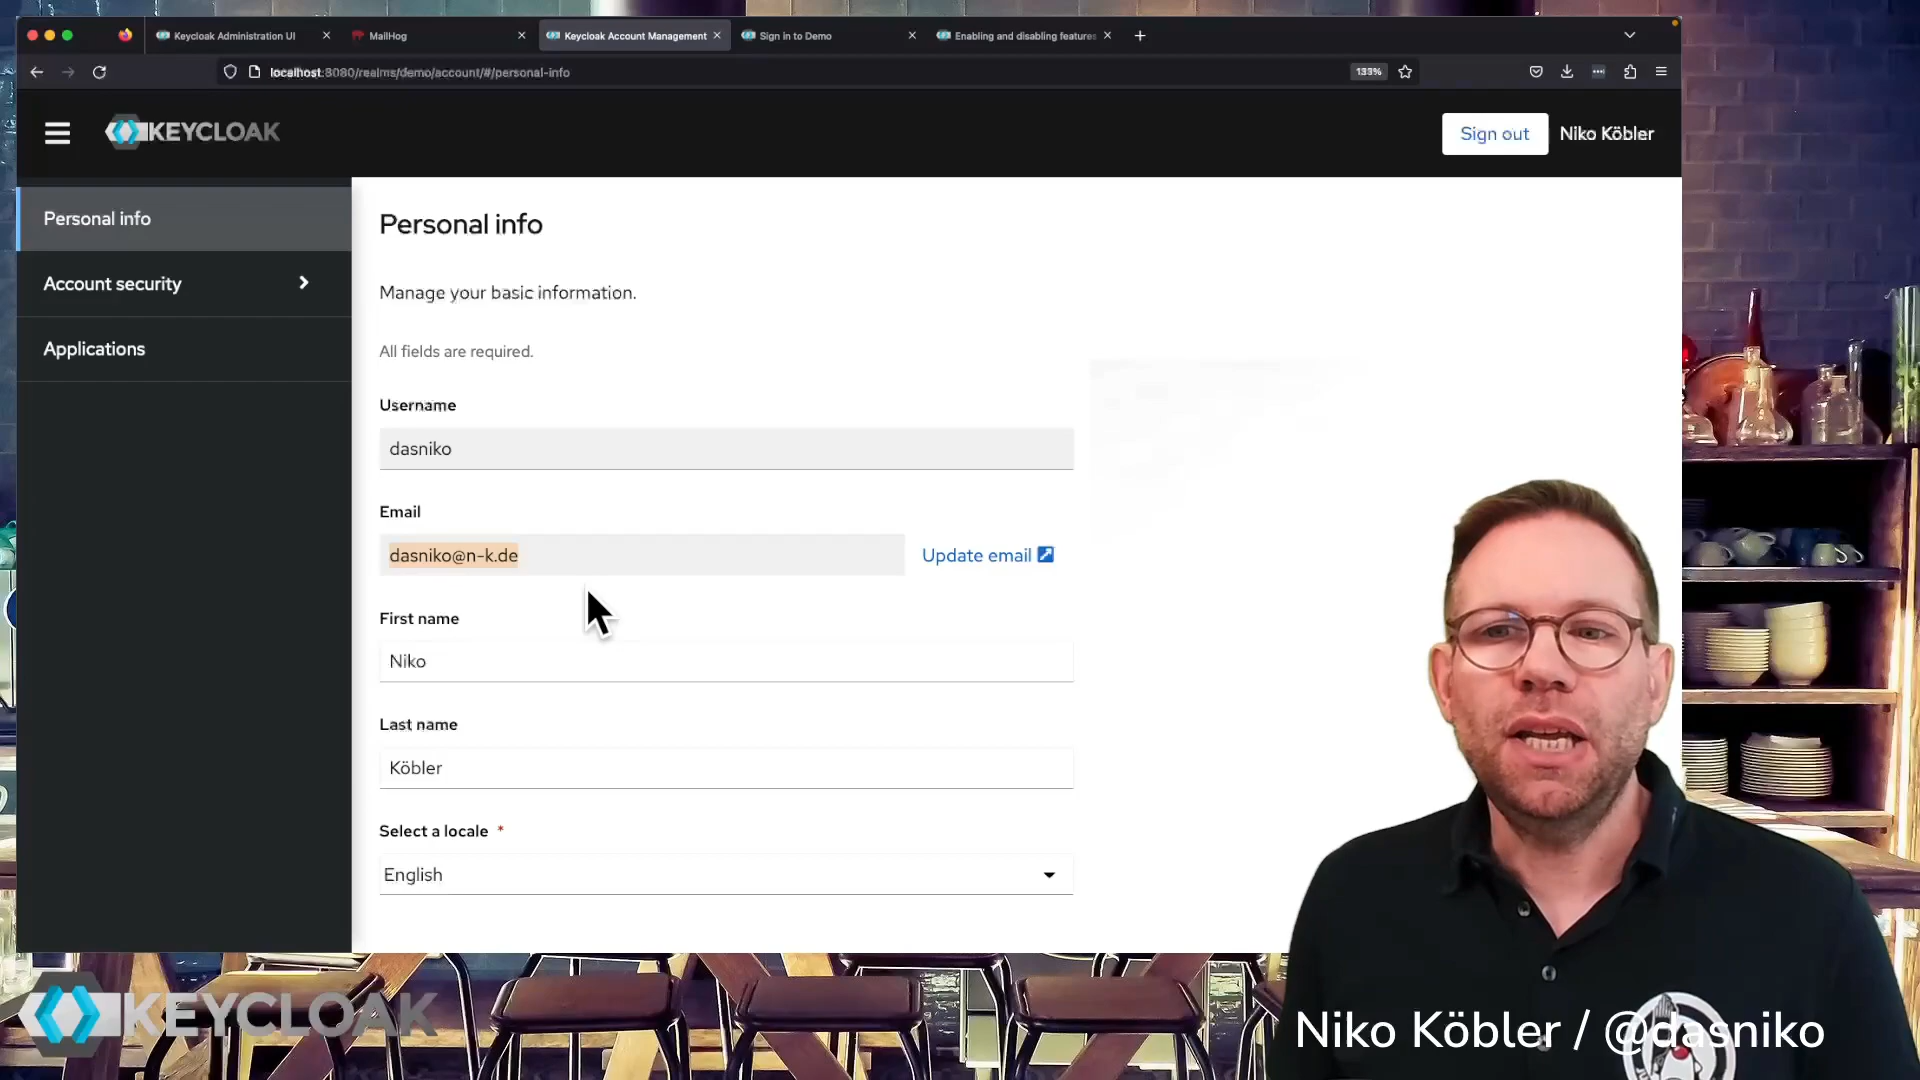 Keycloak Administration UI
MailHog
Keycloak Account Management
Sign in to Demo
Enabling and disabling features
localhost:8080/realms/demo/account/#/personal-info
133%
KEYCLOAK
Sign out
Niko Köbler
Personal info
Account security
Applications
Personal info
Manage your basic information.
All fields are required.
Username
dasniko
Email
dasniko@n-k.de
Update email
First name
Niko
Last name
Köbler
Select a locale *
English
KEYCLOAK
Niko Köbler / @dasniko